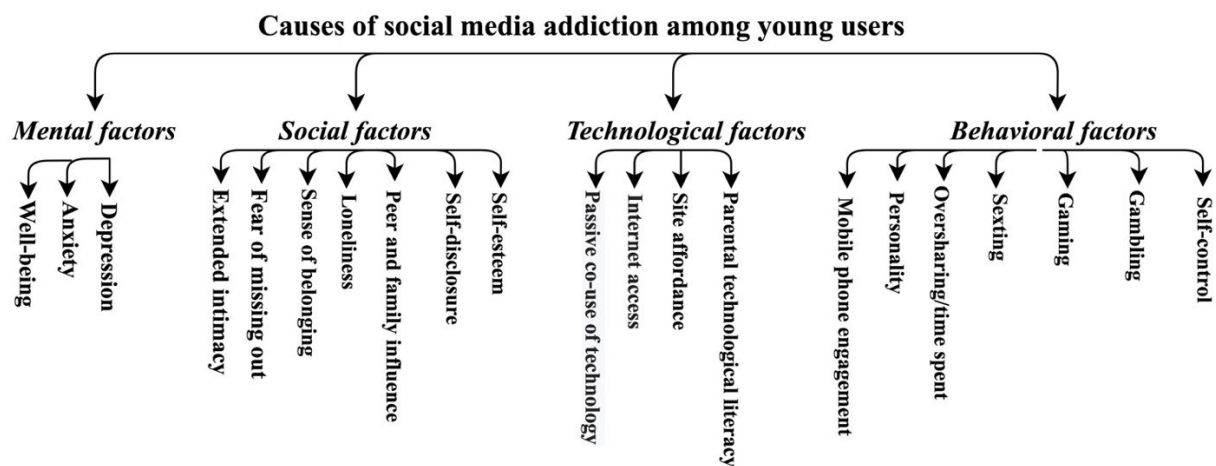 Causes of social media addiction among young users
Mental factors
Social factors
Technological factors
Behavioral factors
Well-being
Anxiety
Depression
Extended intimacy
Fear of missing out
Sense of belonging
Loneliness
Peer and family influence
Self-disclosure
Self-esteem
Passive co-use of technology
Internet access
Site affordance
Parental technological literacy
Mobile phone engagement
Personality
Oversharing/time spent
Sexting
Gaming
Gambling
Self-control